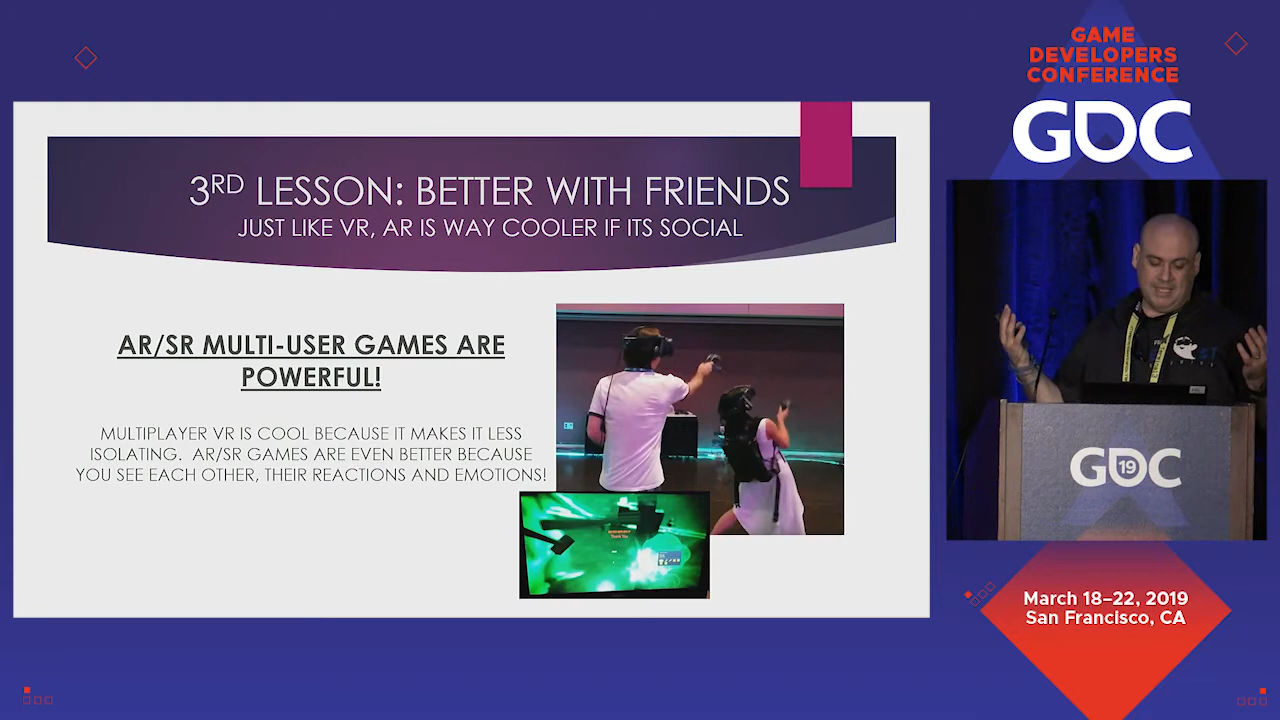 3RD LESSON: BETTER WITH FRIENDS
JUST LIKE VR, AR IS WAY COOLER IF ITS SOCIAL
AR/SR MULTI-USER GAMES ARE
POWERFUL!
MULTIPLAYER VR IS COOL BECAUSE IT MAKES IT LESS
ISOLATING. AR/SR GAMES ARE EVEN BETTER BECAUSE
YOU SEE EACH OTHER, THEIR REACTIONS AND EMOTIONS!
Thank You
GAME
DEVELOPERS
CONFERENCE
GDC
GDC 19
March 18–22, 2019
San Francisco, CA